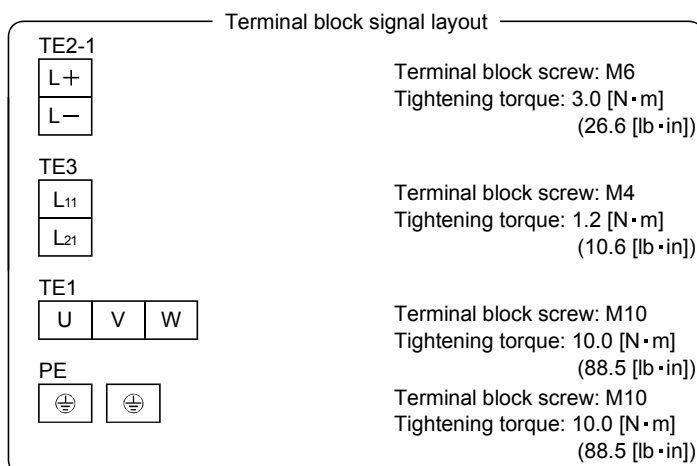 Terminal block signal layout
TE2-1
L+
L−
Terminal block screw: M6
Tightening torque: 3.0 [N▪m]
(26.6 [lb▪in])
TE3
L11
L21
Terminal block screw: M4
Tightening torque: 1.2 [N▪m]
(10.6 [lb▪in])
TE1
U V W
Terminal block screw: M10
Tightening torque: 10.0 [N▪m]
(88.5 [lb▪in])
PE
Terminal block screw: M10
Tightening torque: 10.0 [N▪m]
(88.5 [lb▪in])